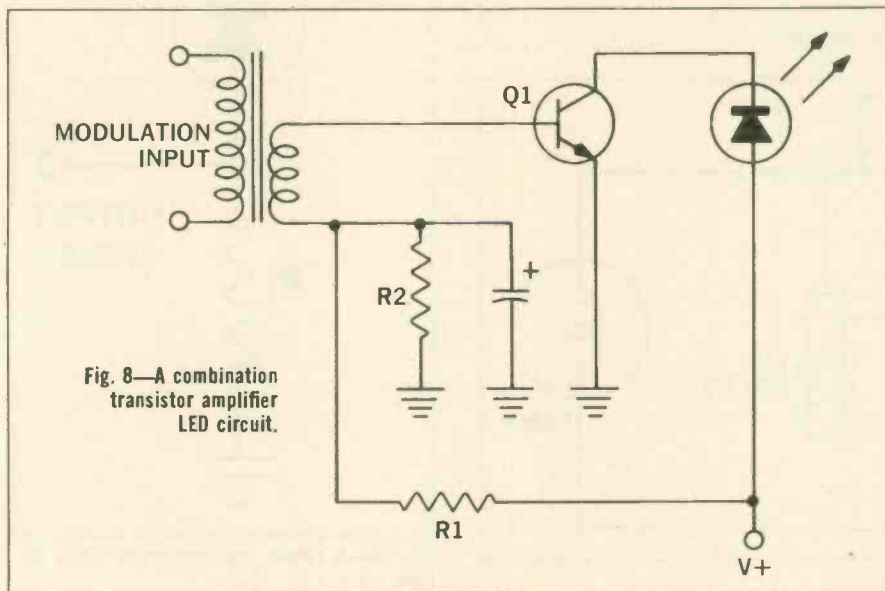 Q1
MODULATION
INPUT
+
R2
Fig. 8—A combination
transistor amplifier
LED circuit.
R1
V+